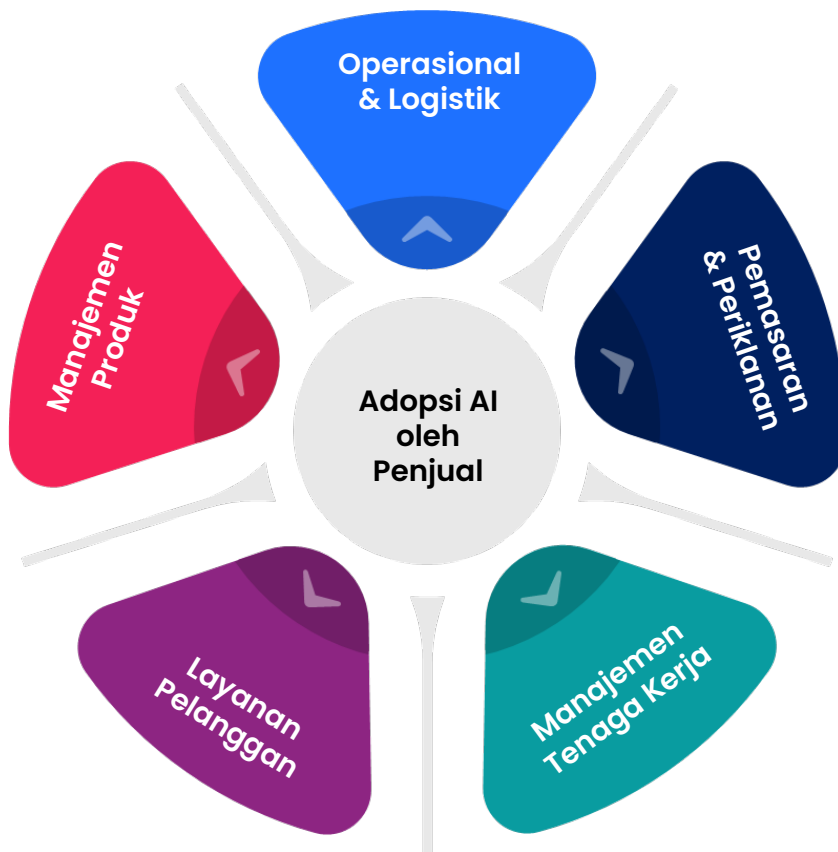 Operasional
& Logistik
Pemasaran
& Periklanan
Manajemen
Tenaga Kerja
Layanan
Pelanggan
Manajemen
Produk
Adopsi AI
oleh
Penjual